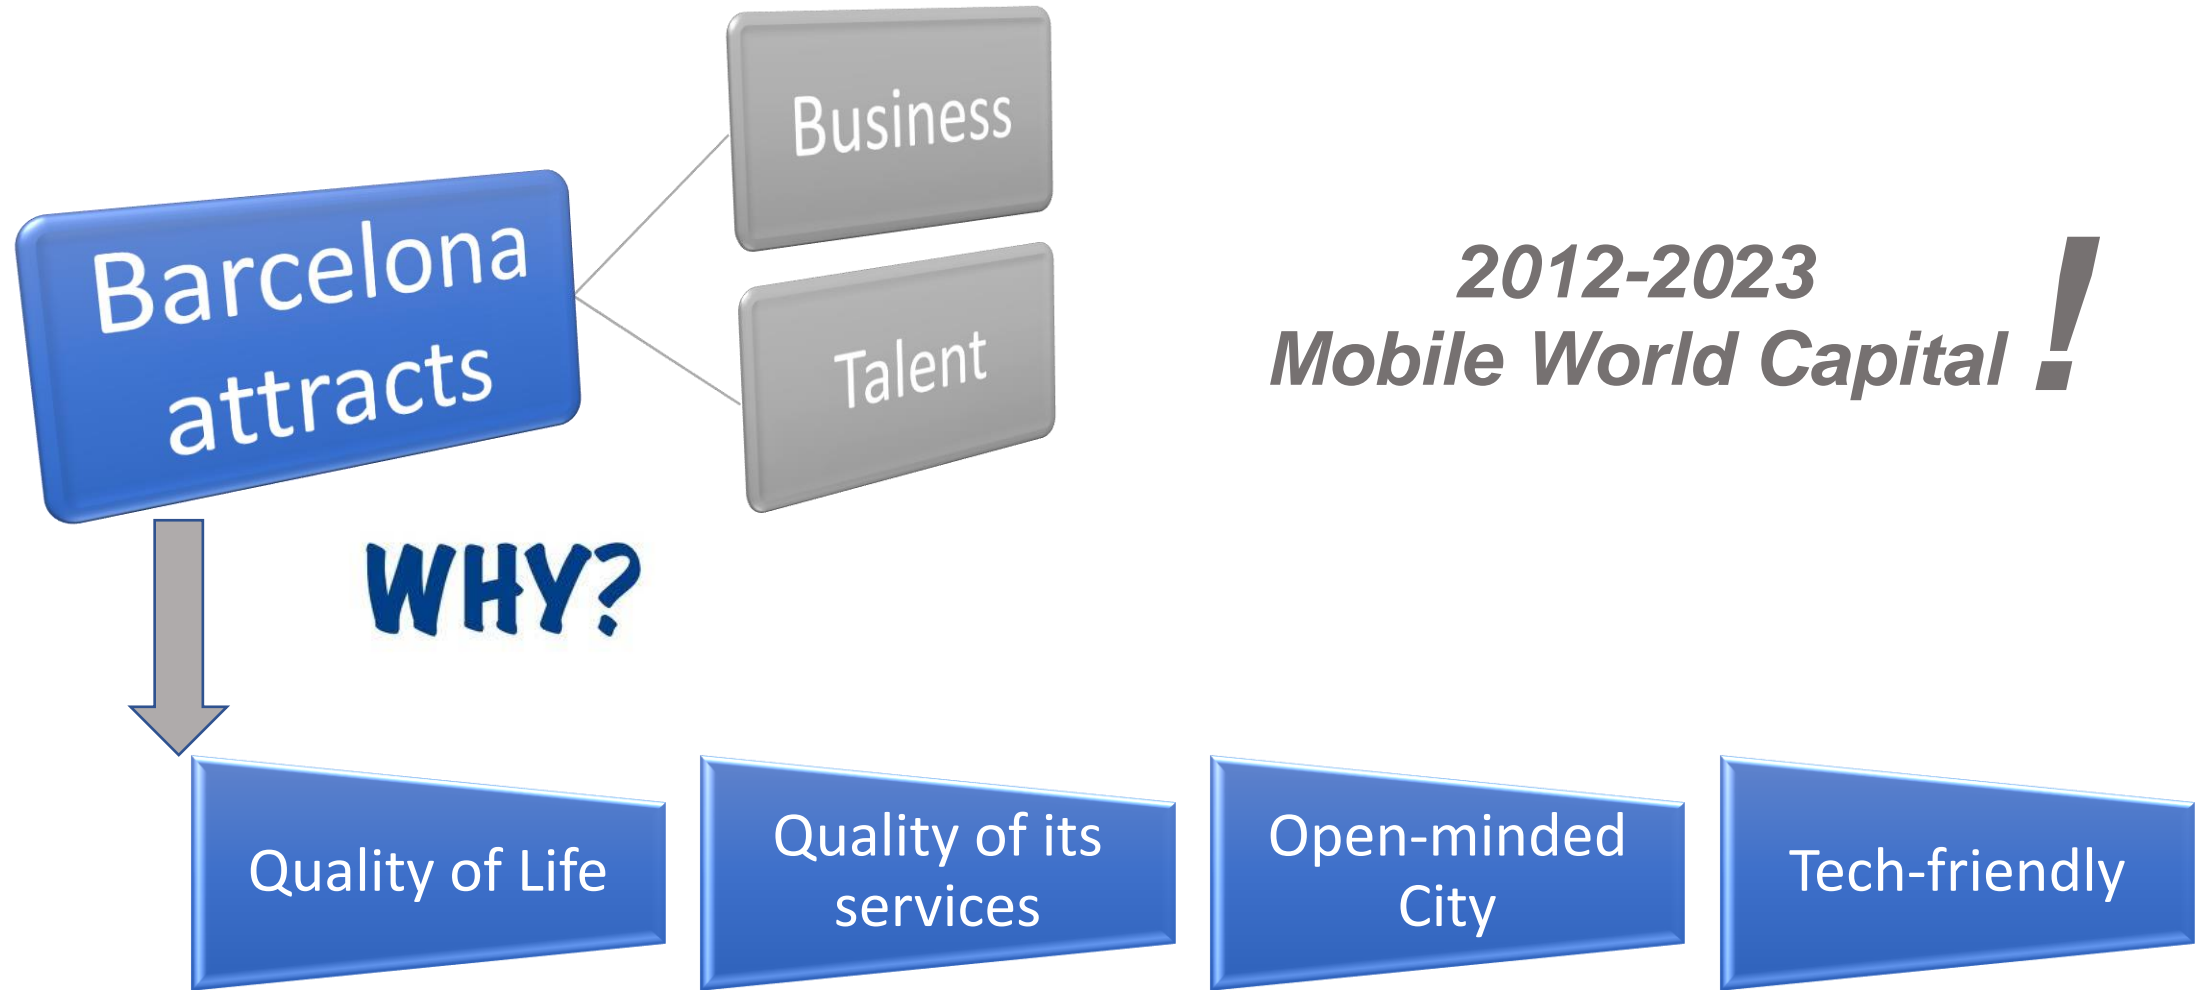 Business
Barcelona
attracts
Talent
2012-2023
Mobile World Capital !
WHY?
Quality of Life
Quality of its
services
Open-minded
City
Tech-friendly